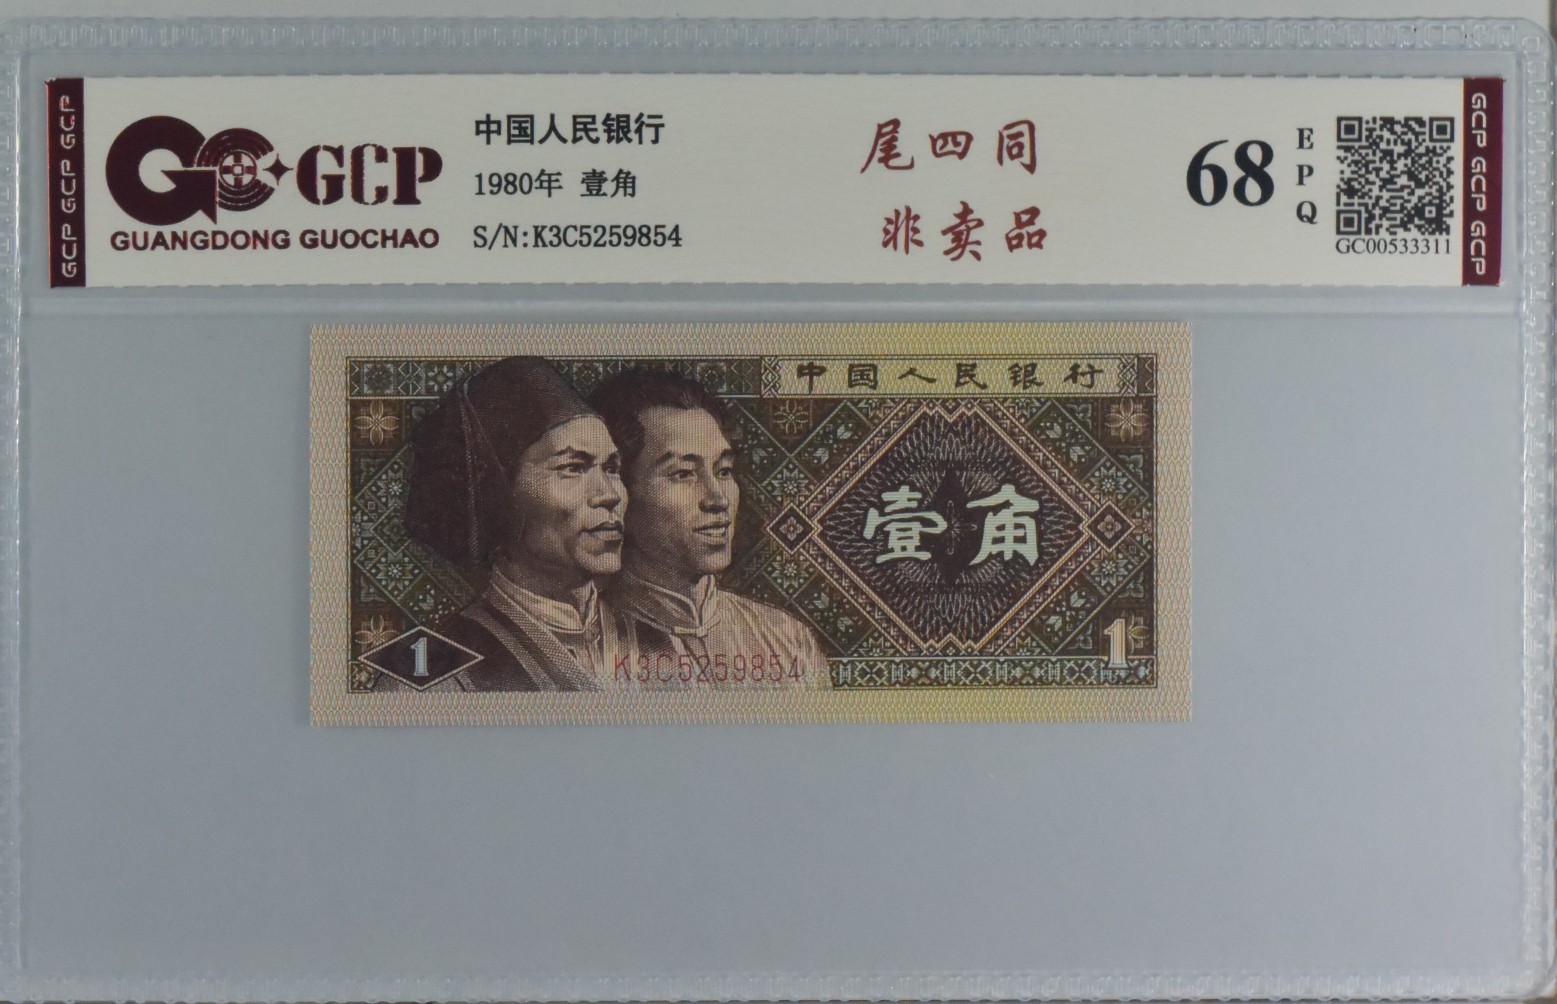 GCP GCP GCP
GC GCP
GUANGDONG GUOCHAO
中国人民银行
1980年 壹角
S/N:K3C5259854
尾四同
非卖品
68
EPQ
GC00533311
GCP GCP GCP
中国人民银行
壹角
1
K3C5259854
1